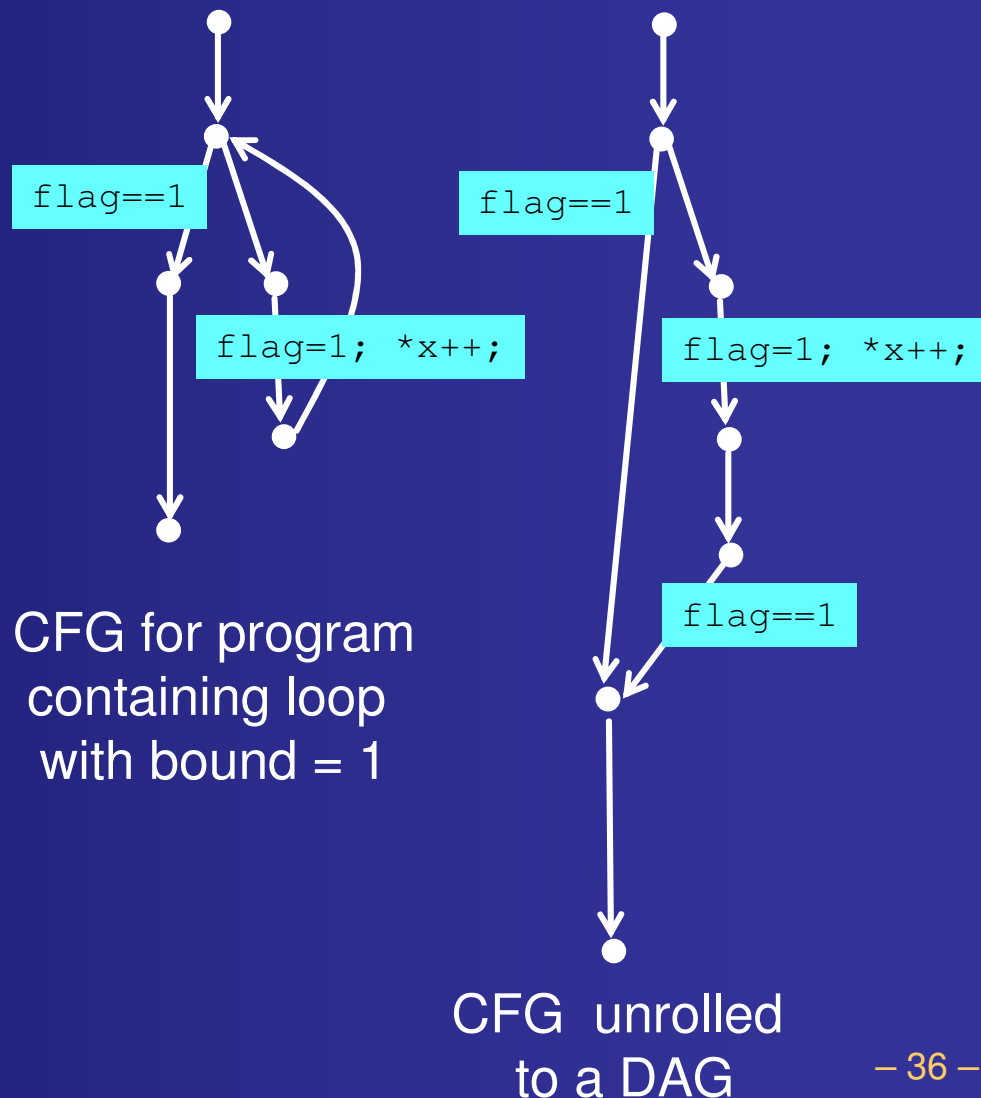 flag==1
flag=1; *x++;
CFG for program
containing loop
with bound = 1
flag==1
flag=1; *x++;
flag==1
CFG unrolled
to a DAG
– 36 –